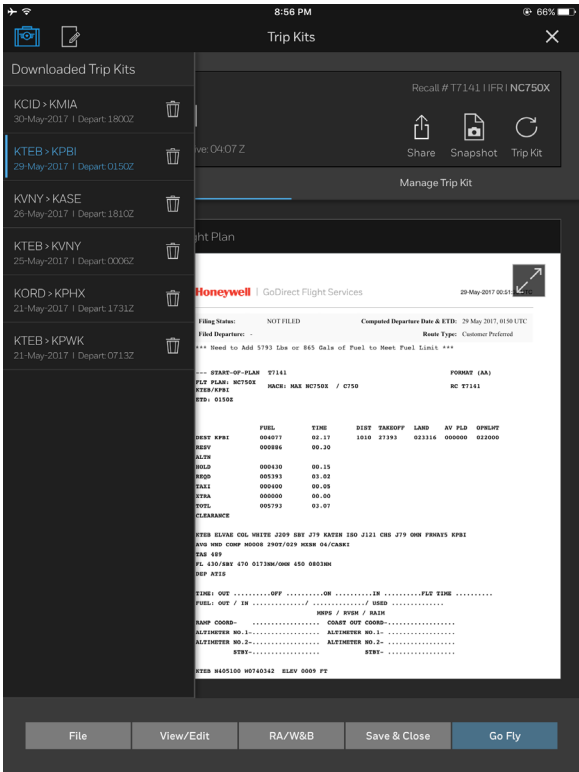 8:56 PM
66%
Trip Kits
Downloaded Trip Kits
KCID > KMIA
30-May-2017 | Depart: 1800Z
KTEB > KPBI
29-May-2017 | Depart: 0150Z
KVNY > KASE
26-May-2017 | Depart: 1810Z
KTEB > KVNY
25-May-2017 | Depart: 0006Z
KORD > KPHX
21-May-2017 | Depart: 1731Z
KTEB > KPWK
21-May-2017 | Depart: 0713Z
Recall # T7141 | IFR | NC750X
ve: 04:07 Z
Share Snapshot Trip Kit
Manage Trip Kit
ght Plan
Honeywell | GoDirect Flight Services 29-May-2017 00:51: UTC
Filing Status: NOT FILED Computed Departure Date & ETD: 29 May 2017, 0150 UTC
Filed Departure: - Route Type: Customer Preferred
*** Need to Add 5793 Lbs or 865 Gals of Fuel to Meet Fuel Limit ***
--- START-OF-PLAN T7141 FORMAT (AA)
FLT PLAN: NC750X MACH: MAX NC750X / C750 RC T7141
KTEB/KPBI
ETD: 0150Z
FUEL TIME DIST TAKEOFF LAND AV PLD OPNLWT
DEST KPBI 004077 02.17 1010 27393 023316 000000 022000
RESV 000886 00.30
ALTN
HOLD 000430 00.15
REQD 005393 03.02
TAXI 000400 00.05
XTRA 000000 00.00
TOTL 005793 03.07
CLEARANCE
KTEB ELVAE COL WHITE J209 SBY J79 KATZN ISO J121 CHS J79 OMN FRWAY5 KPBI
AVG WND COMP M0008 290T/029 MXSH 04/CASKI
TAS 489
FL 430/SBY 470 0173NM/OMN 450 0803NM
DEP ATIS
TIME: OUT ........OFF .........ON .........IN .........FLT TIME .........
FUEL: OUT / IN ............/ ............/ USED .............
MNPS / RVSM / RAIM
RAMP COORD- ................. COAST OUT COORD-.................
ALTIMETER NO.1-................. ALTIMETER NO.1- .................
ALTIMETER NO.2-................. ALTIMETER NO.2- .................
STBY-................. STBY- .................
KTEB N405100 W0740342 ELEV 0009 FT
File View/Edit RA/W&B Save & Close Go Fly